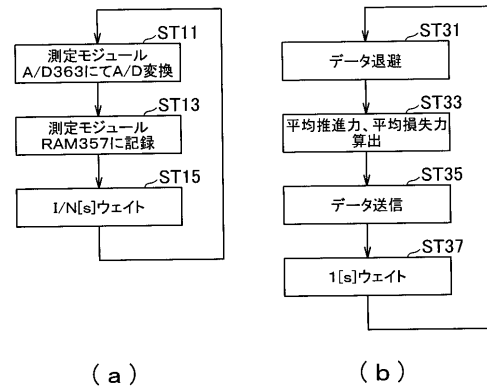 ST11
測定モジュール
A/D363にてA/D変換
ST13
測定モジュール
RAM357に記録
ST15
I/N[s]ウェイト
(a)
ST31
データ退避
ST33
平均推進力、平均損失力
算出
ST35
データ送信
ST37
1[s]ウェイト
(b)